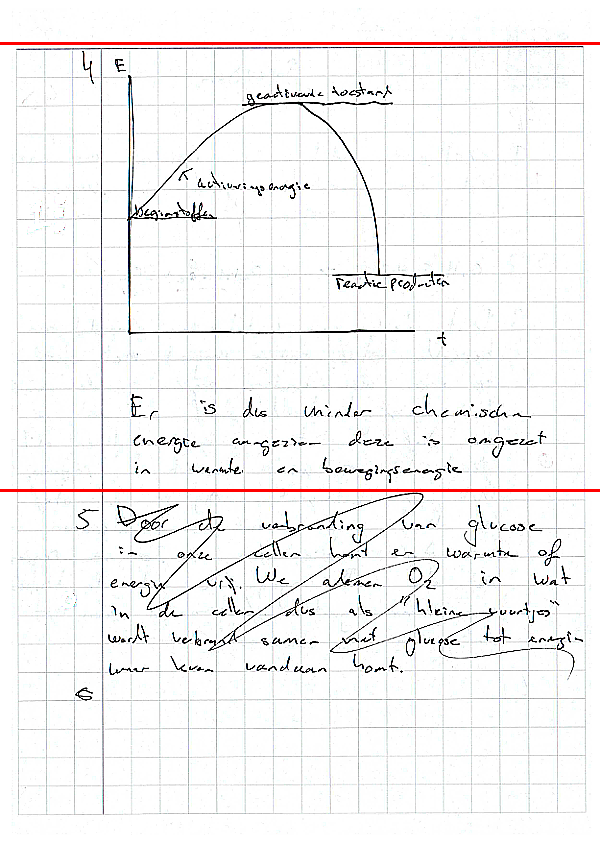 4 E
geactiveerde toestand
activeringsenergie
beginstoffen
reactieproducten
t
Er is dus minder chemische
energie aangezien deze is omgezet
in warmte en bewegingsenergie
5 Door de verbranding van glucose
in onze cellen komt er warmte of
energie vrij. We ademen O2 in wat
in de cellen dus als "kleine vuurtjes"
wordt verbrand samen met glucose tot energie
waar leven vandaan komt.
6